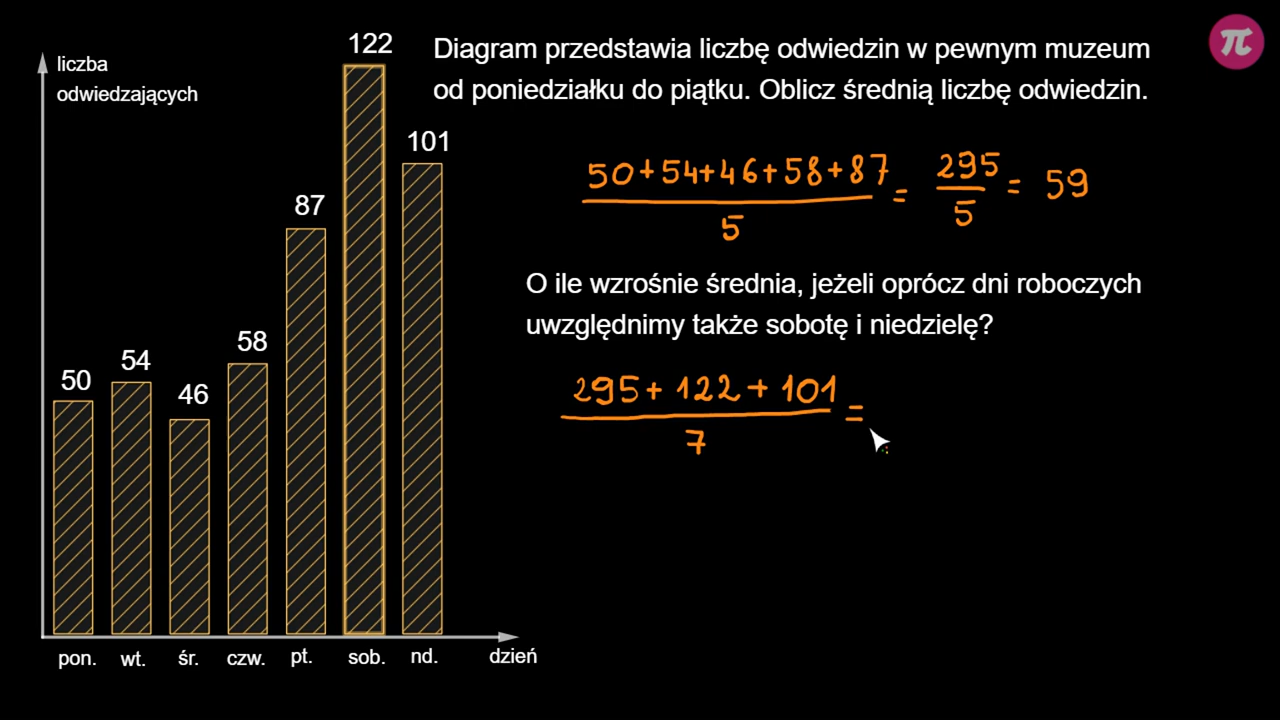 π
Diagram przedstawia liczbę odwiedzin w pewnym muzeum
od poniedziałku do piątku. Oblicz średnią liczbę odwiedzin.
50+54+46+58+87
5
=
295
5
= 59
O ile wzrośnie średnia, jeżeli oprócz dni roboczych
uwzględnimy także sobotę i niedzielę?
295+122+101
7
=
liczba
odwiedzających
50
54
46
58
87
122
101
pon. wt. śr. czw. pt. sob. nd. dzień